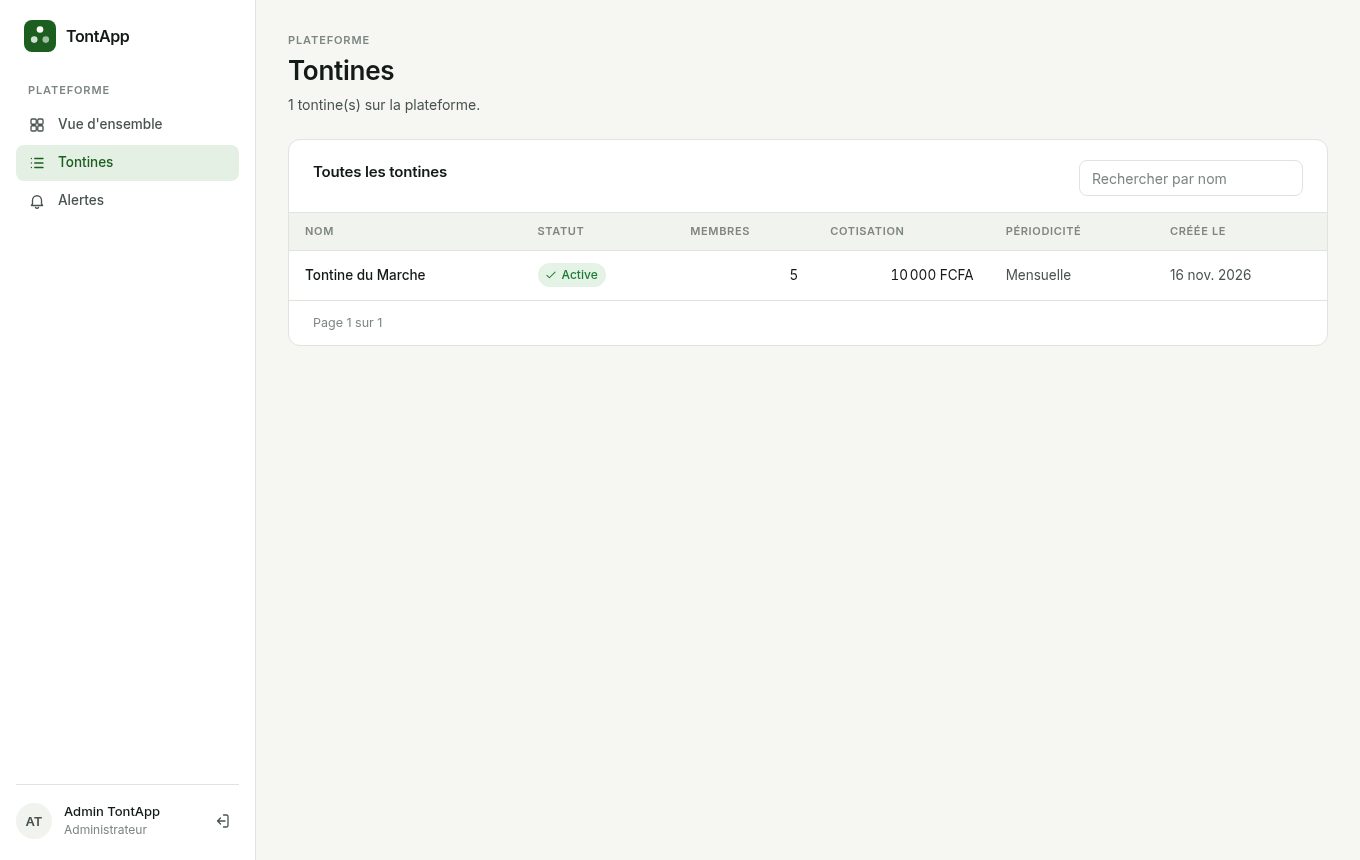 TontApp
PLATEFORME
Vue d'ensemble
Tontines
Alertes
PLATEFORME
Tontines
1 tontine(s) sur la plateforme.
Toutes les tontines
Rechercher par nom
NOM STATUT MEMBRES COTISATION PÉRIODICITÉ CRÉÉE LE
Tontine du Marche Active 5 10 000 FCFA Mensuelle 16 nov. 2026
Page 1 sur 1
AT
Admin TontApp
Administrateur